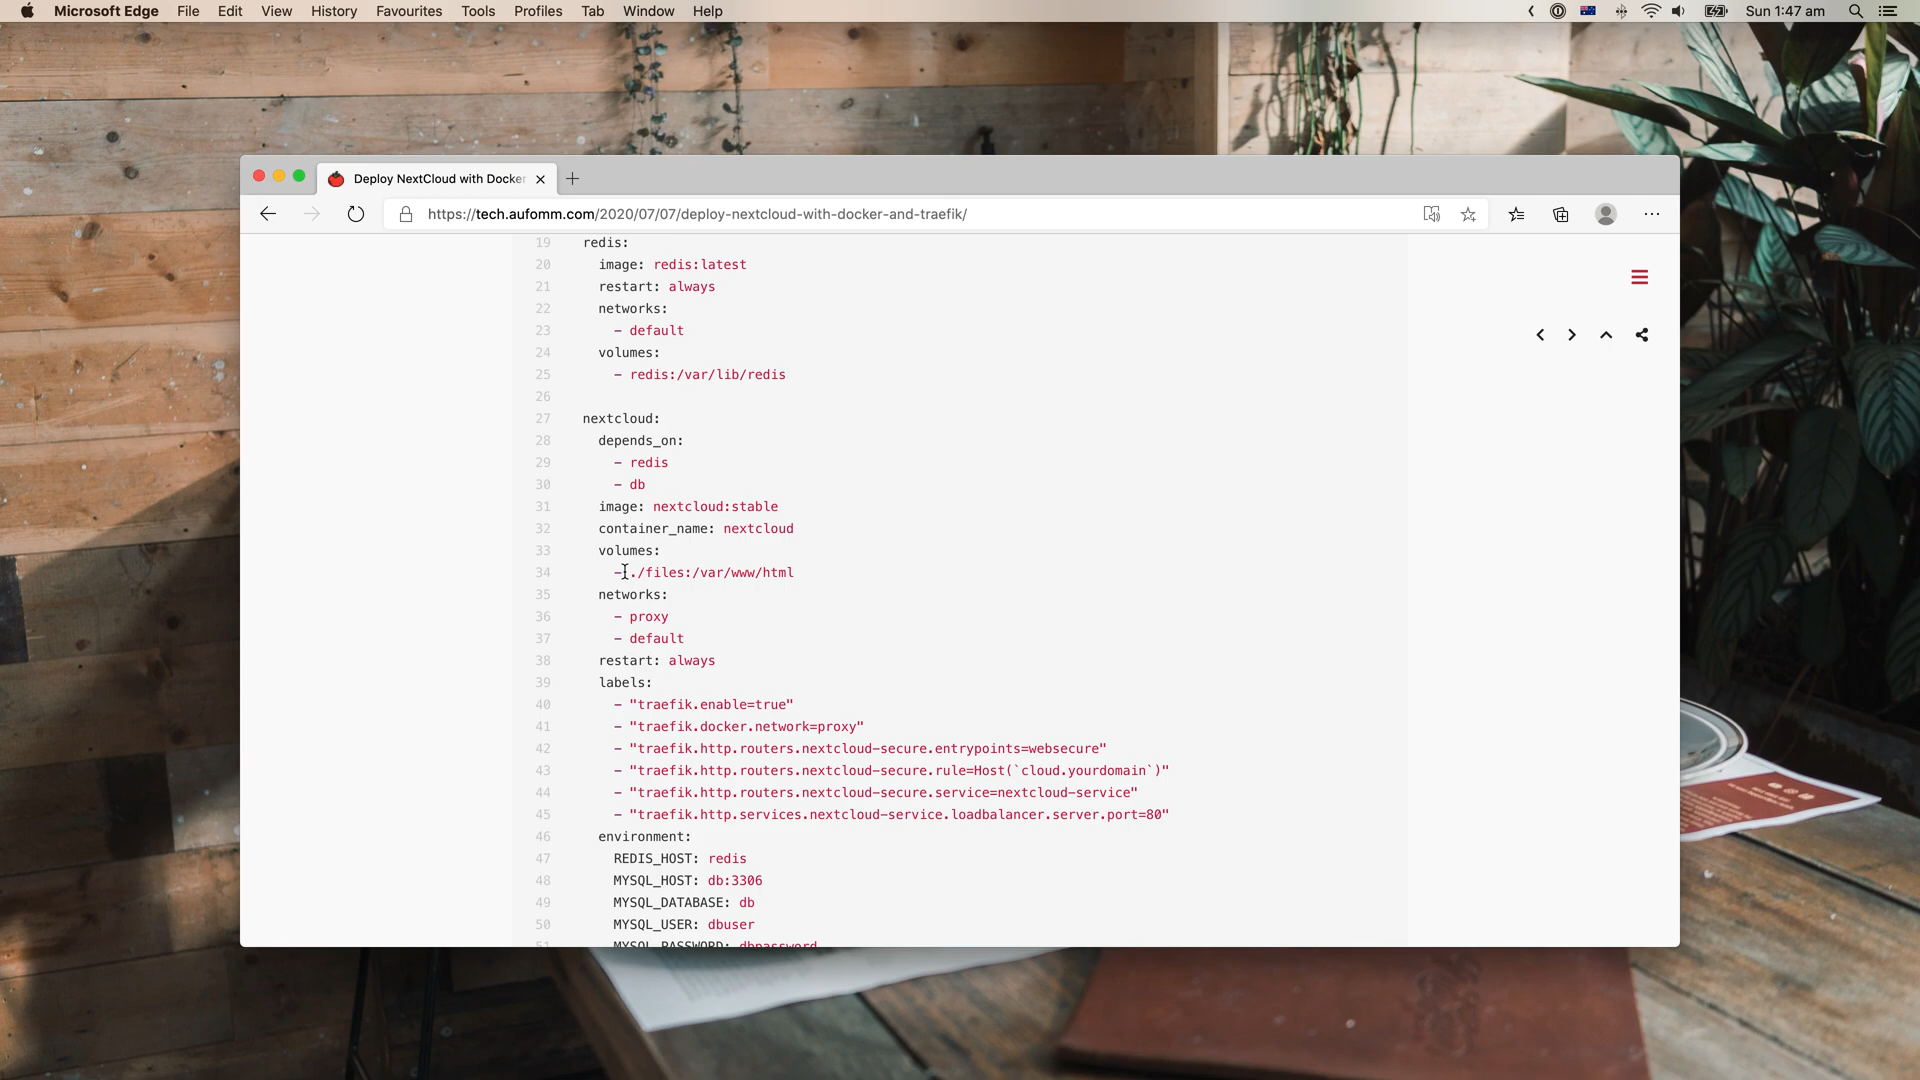 Microsoft Edge File Edit View History Favourites Tools Profiles Tab Window Help Sun 1:47 am
Deploy NextCloud with Docker
https://tech.aufomm.com/2020/07/07/deploy-nextcloud-with-docker-and-traefik/
19 redis:
20 image: redis:latest
21 restart: always
22 networks:
23 - default
24 volumes:
25 - redis:/var/lib/redis
26
27 nextcloud:
28 depends_on:
29 - redis
30 - db
31 image: nextcloud:stable
32 container_name: nextcloud
33 volumes:
34 - ./files:/var/www/html
35 networks:
36 - proxy
37 - default
38 restart: always
39 labels:
40 - "traefik.enable=true"
41 - "traefik.docker.network=proxy"
42 - "traefik.http.routers.nextcloud-secure.entrypoints=websecure"
43 - "traefik.http.routers.nextcloud-secure.rule=Host(`cloud.yourdomain`)"
44 - "traefik.http.routers.nextcloud-secure.service=nextcloud-service"
45 - "traefik.http.services.nextcloud-service.loadbalancer.server.port=80"
46 environment:
47 REDIS_HOST: redis
48 MYSQL_HOST: db:3306
49 MYSQL_DATABASE: db
50 MYSQL_USER: dbuser
51 MYSQL_PASSWORD: dbpassword